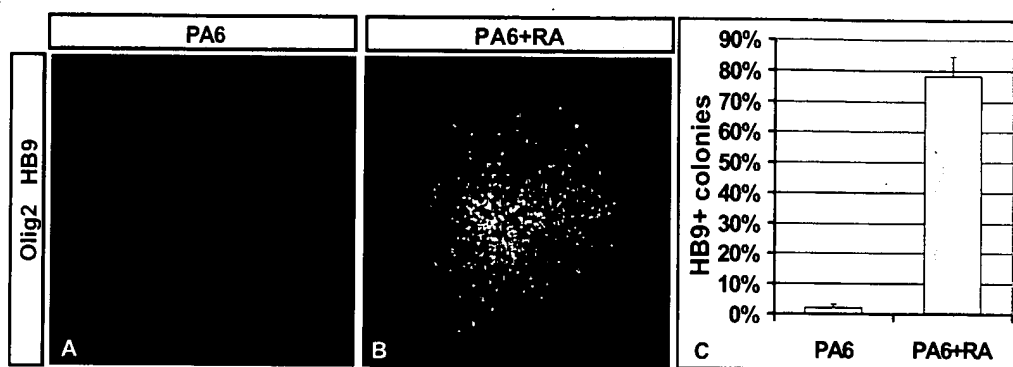 PA6
PA6+RA
Olig2 HB9
A
B
HB9+ colonies
90%
80%
70%
60%
50%
40%
30%
20%
10%
0%
C
PA6
PA6+RA